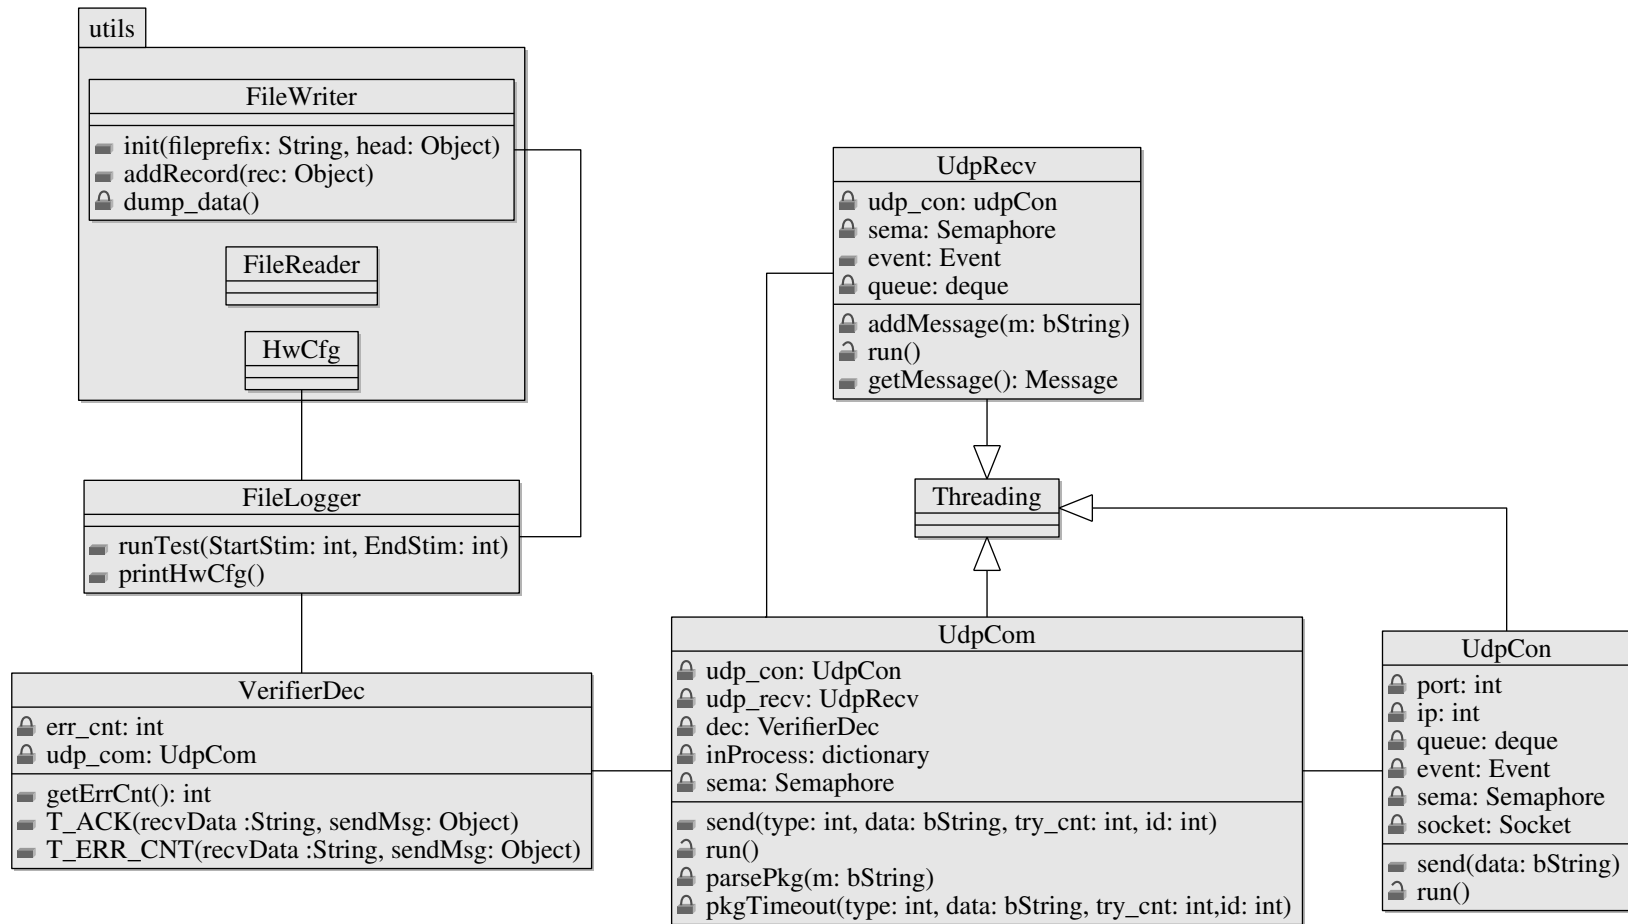 utils
FileWriter
init(fileprefix: String, head: Object)
addRecord(rec: Object)
dump_data()
FileReader
HwCfg
FileLogger
runTest(StartStim: int, EndStim: int)
printHwCfg()
VerifierDec
err_cnt: int
udp_com: UdpCom
getErrCnt(): int
T_ACK(recvData :String, sendMsg: Object)
T_ERR_CNT(recvData :String, sendMsg: Object)
UdpRecv
udp_con: udpCon
sema: Semaphore
event: Event
queue: deque
addMessage(m: bString)
run()
getMessage(): Message
Threading
UdpCom
udp_con: UdpCon
udp_recv: UdpRecv
dec: VerifierDec
inProcess: dictionary
sema: Semaphore
send(type: int, data: bString, try_cnt: int, id: int)
run()
parsePkg(m: bString)
pkgTimeout(type: int, data: bString, try_cnt: int,id: int)
UdpCon
port: int
ip: int
queue: deque
event: Event
sema: Semaphore
socket: Socket
send(data: bString)
run()